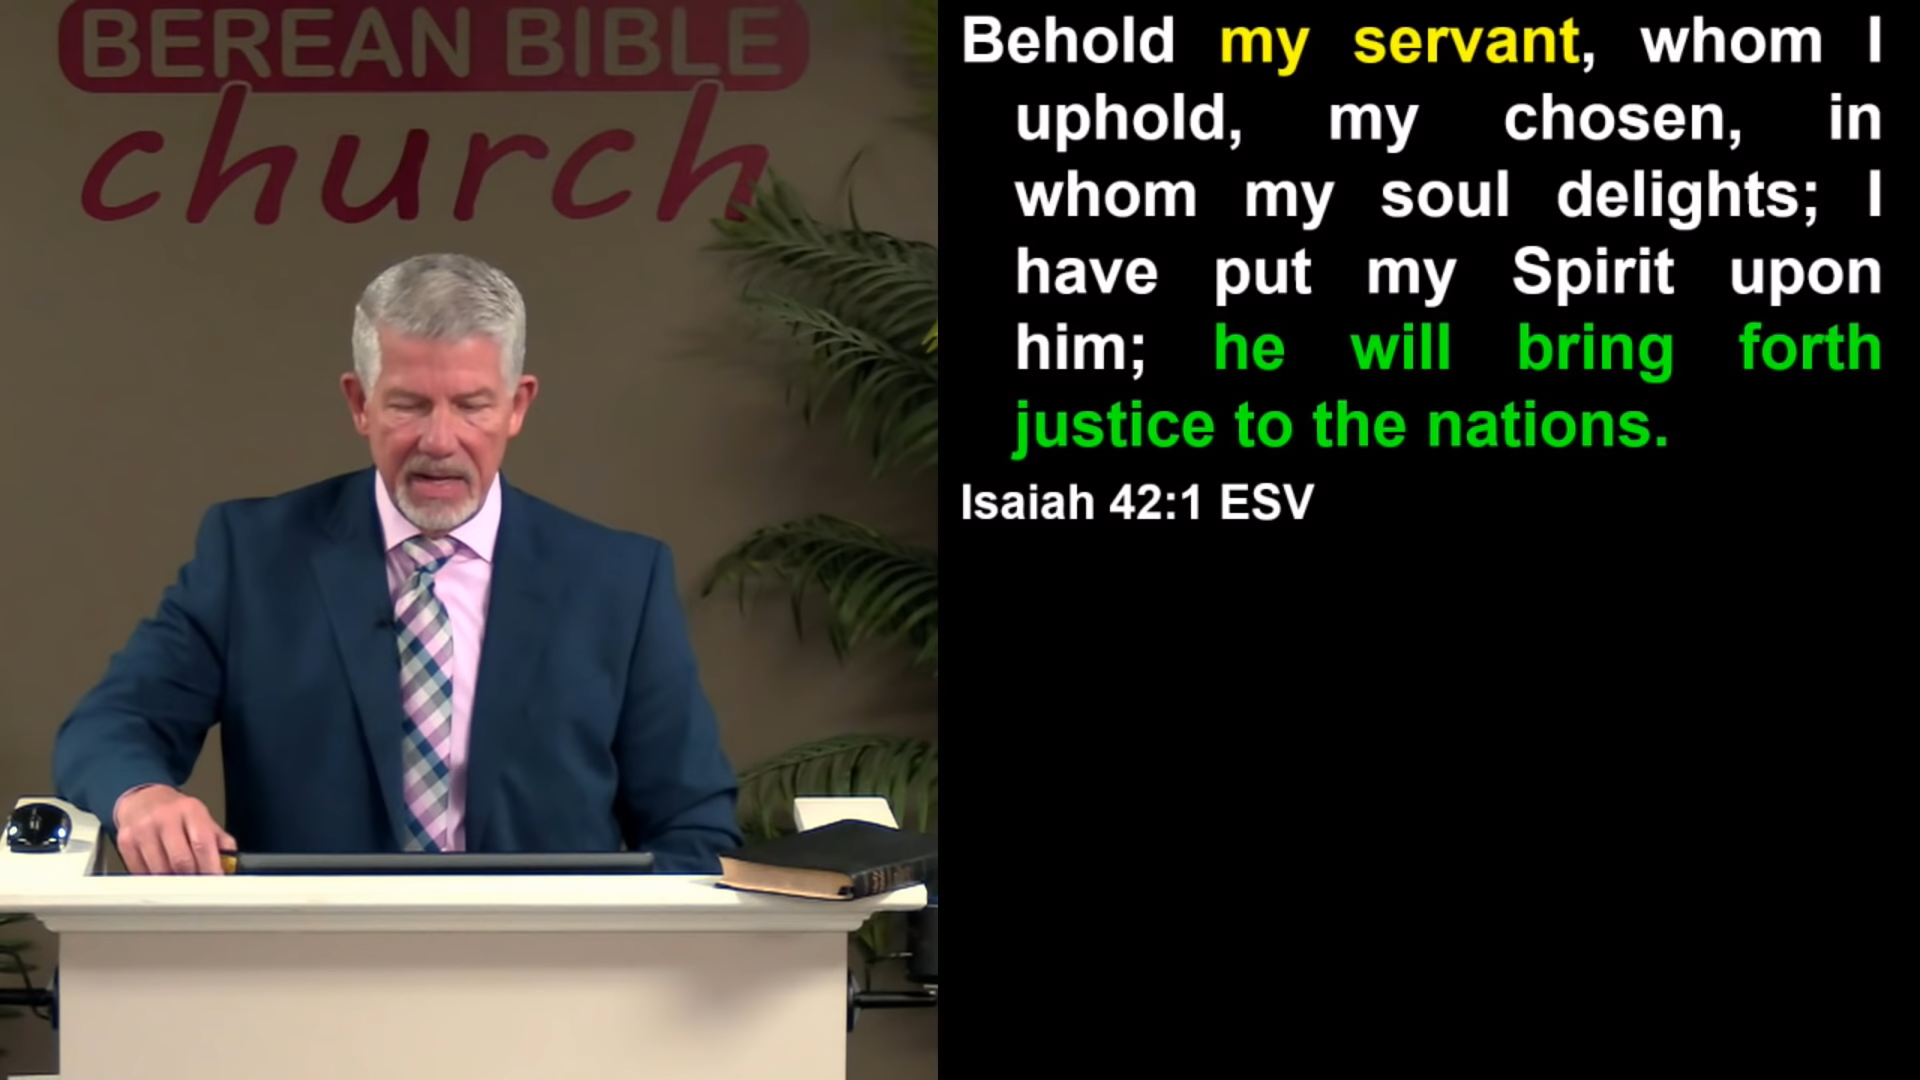 BEREAN BIBLE
church
Behold my servant, whom I
uphold, my chosen, in
whom my soul delights; I
have put my Spirit upon
him; he will bring forth
justice to the nations.
Isaiah 42:1 ESV